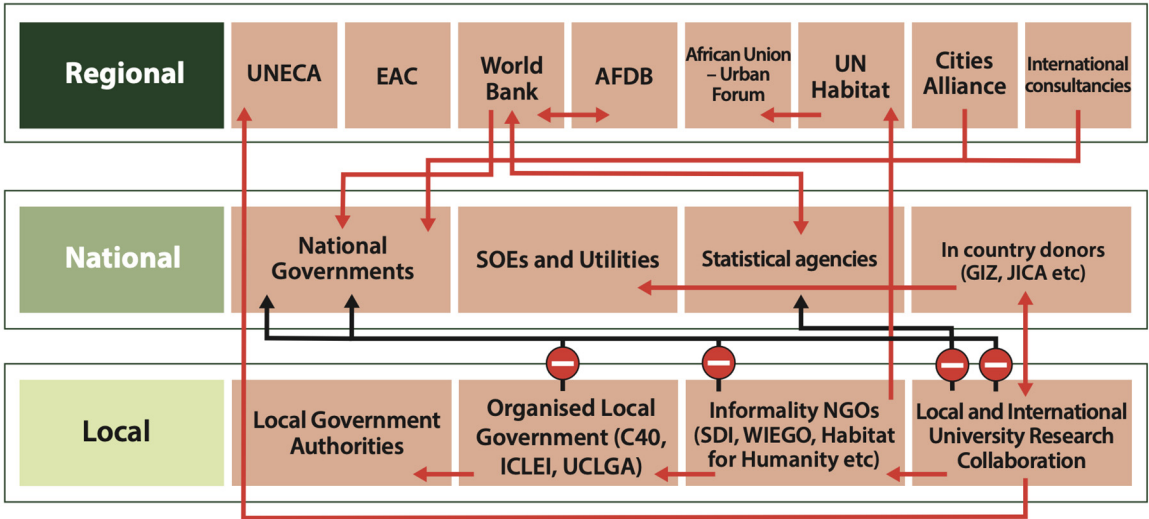 Regional
UNECA
EAC
World
Bank
AFDB
African Union
– Urban
Forum
UN
Habitat
Cities
Alliance
International
consultancies
National
National
Governments
SOEs and Utilities
Statistical agencies
In country donors
(GIZ, JICA etc)
Local
Local Government
Authorities
Organised Local
Government (C40,
ICLEI, UCLGA)
Informality NGOs
(SDI, WIEGO, Habitat
for Humanity etc)
Local and International
University Research
Collaboration